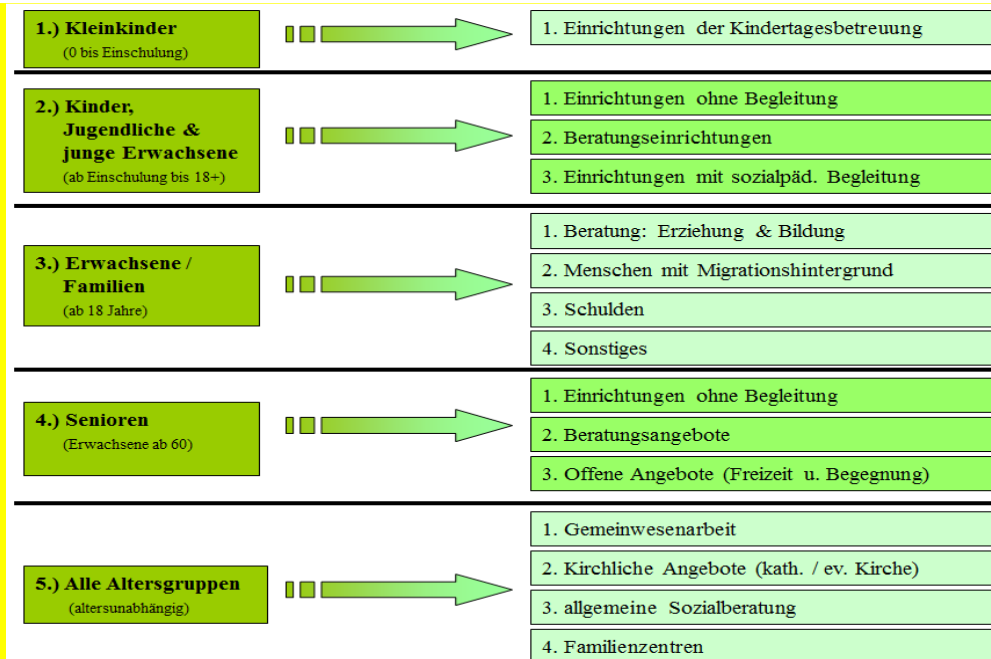 1.) Kleinkinder
(0 bis Einschulung)
1. Einrichtungen der Kindertagesbetreuung
2.) Kinder,
Jugendliche &
junge Erwachsene
(ab Einschulung bis 18+)
1. Einrichtungen ohne Begleitung
2. Beratungseinrichtungen
3. Einrichtungen mit sozialpäd. Begleitung
3.) Erwachsene /
Familien
(ab 18 Jahre)
1. Beratung: Erziehung & Bildung
2. Menschen mit Migrationshintergrund
3. Schulden
4. Sonstiges
4.) Senioren
(Erwachsene ab 60)
1. Einrichtungen ohne Begleitung
2. Beratungsangebote
3. Offene Angebote (Freizeit u. Begegnung)
5.) Alle Altersgruppen
(altersunabhängig)
1. Gemeinwesenarbeit
2. Kirchliche Angebote (kath. / ev. Kirche)
3. allgemeine Sozialberatung
4. Familienzentren